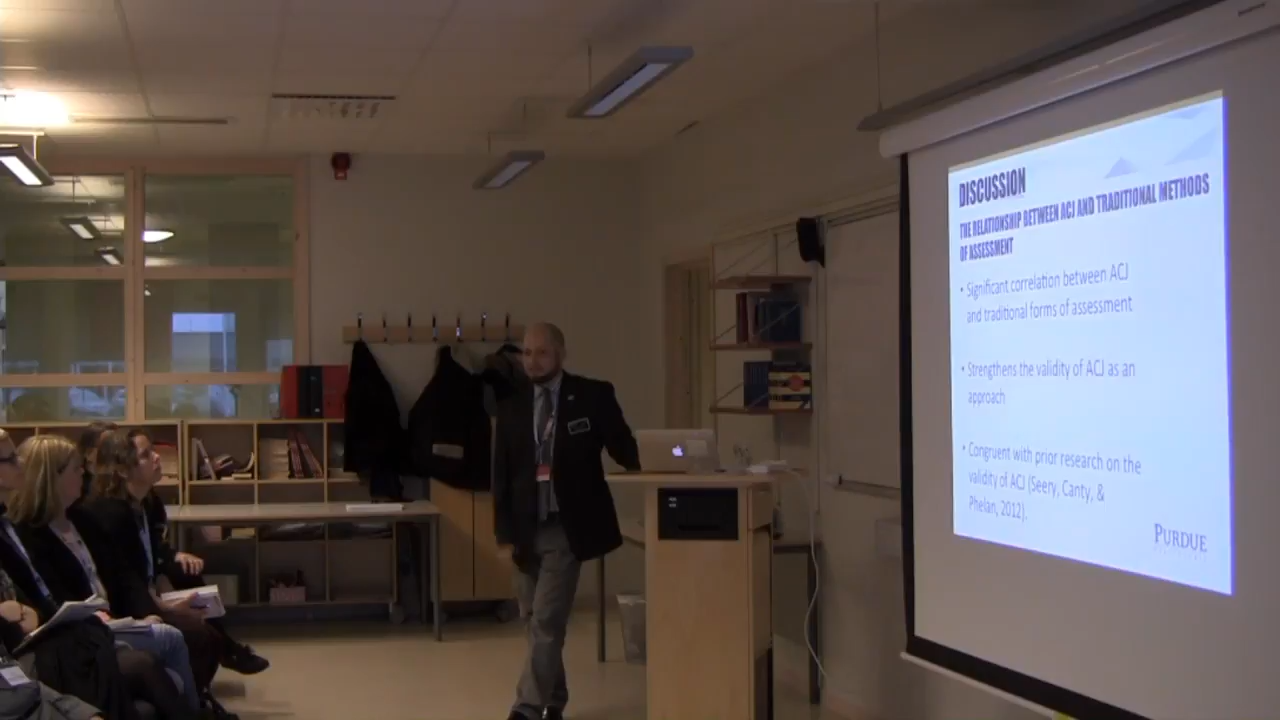 DISCUSSION
THE RELATIONSHIP BETWEEN ACJ AND TRADITIONAL METHODS
OF ASSESSMENT
• Significant correlation between ACJ
and traditional forms of assessment
• Strengthens the validity of ACJ as an
approach
• Congruent with prior research on the
validity of ACJ (Seery, Canty, &
Phelan, 2012).
PURDUE